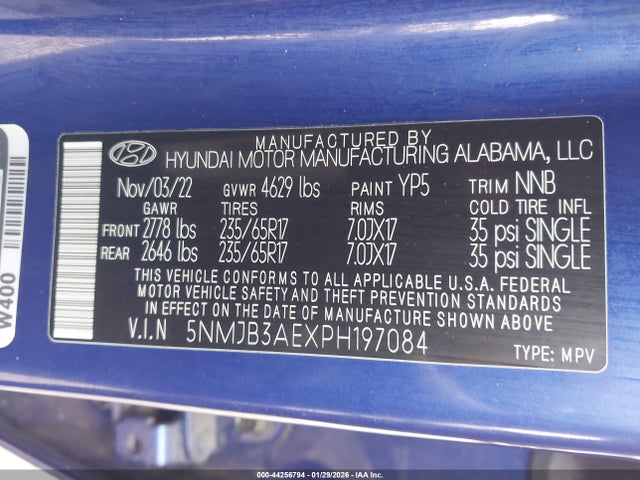 MANUFACTURED BY
HYUNDAI MOTOR MANUFACTURING ALABAMA, LLC
Nov/03/22 GVWR 4629 lbs PAINT YP5 TRIM NNB
GAWR TIRES RIMS COLD TIRE INFL
FRONT 2778 lbs 235/65R17 7.0JX17 35 psi SINGLE
REAR 2646 lbs 235/65R17 7.0JX17 35 psi SINGLE
THIS VEHICLE CONFORMS TO ALL APPLICABLE U.S.A. FEDERAL
MOTOR VEHICLE SAFETY AND THEFT PREVENTION STANDARDS
IN EFFECT ON THE DATE OF MANUFACTURE SHOWN ABOVE.
V.I.N 5NMJB3AEXPH197084
TYPE: MPV
W400
000-44256794 - 01/29/2026 - IAA Inc.